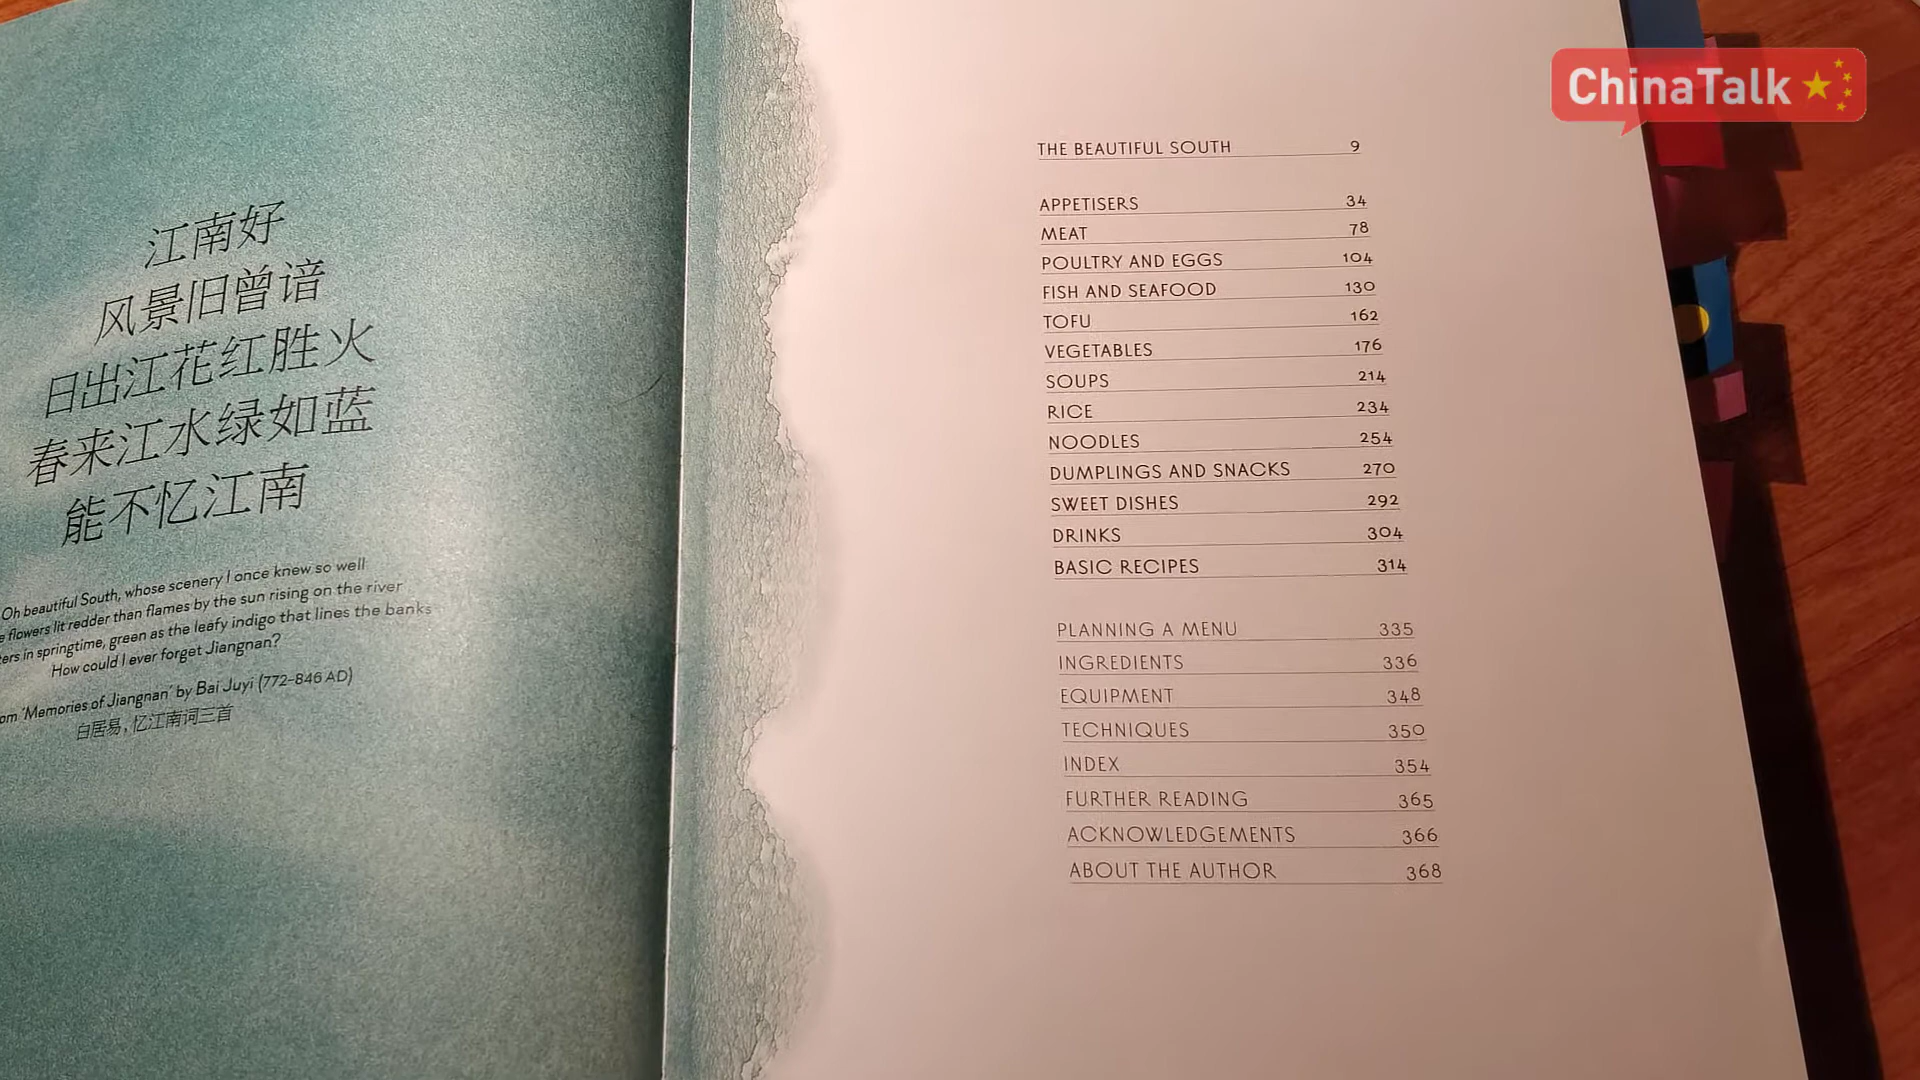 江南好
风景旧曾谙
日出江花红胜火
春来江水绿如蓝
能不忆江南
Oh beautiful South, whose scenery I once knew so well
flowers lit redder than flames by the sun rising on the river
in springtime, green as the leafy indigo that lines the banks
How could I ever forget Jiangnan?
'Memories of Jiangnan' by Bai Juyi (772–846 AD)
白居易，忆江南词三首
THE BEAUTIFUL SOUTH 9
APPETISERS 34
MEAT 78
POULTRY AND EGGS 104
FISH AND SEAFOOD 130
TOFU 162
VEGETABLES 176
SOUPS 214
RICE 234
NOODLES 254
DUMPLINGS AND SNACKS 270
SWEET DISHES 292
DRINKS 304
BASIC RECIPES 314
PLANNING A MENU 335
INGREDIENTS 336
EQUIPMENT 348
TECHNIQUES 350
INDEX 354
FURTHER READING 365
ACKNOWLEDGEMENTS 366
ABOUT THE AUTHOR 368
ChinaTalk